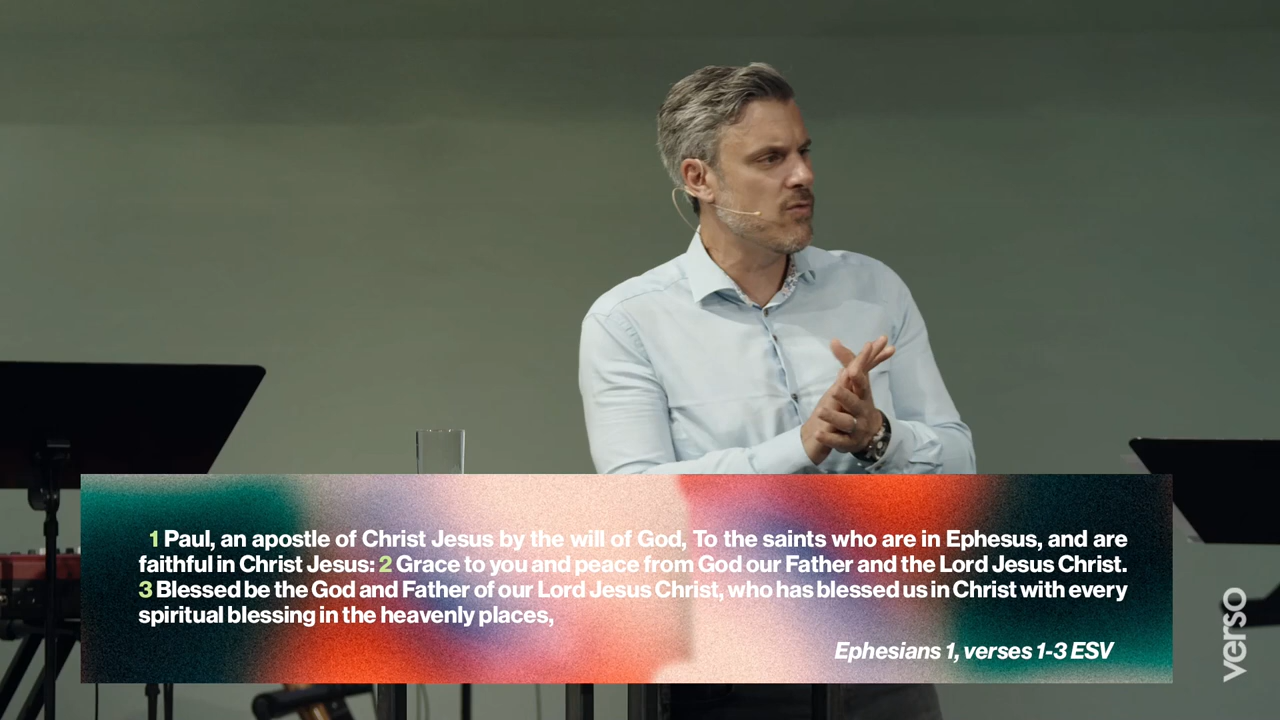 1 Paul, an apostle of Christ Jesus by the will of God, To the saints who are in Ephesus, and are
faithful in Christ Jesus: 2 Grace to you and peace from God our Father and the Lord Jesus Christ.
3 Blessed be the God and Father of our Lord Jesus Christ, who has blessed us in Christ with every
spiritual blessing in the heavenly places,
Ephesians 1, verses 1-3 ESV
verso